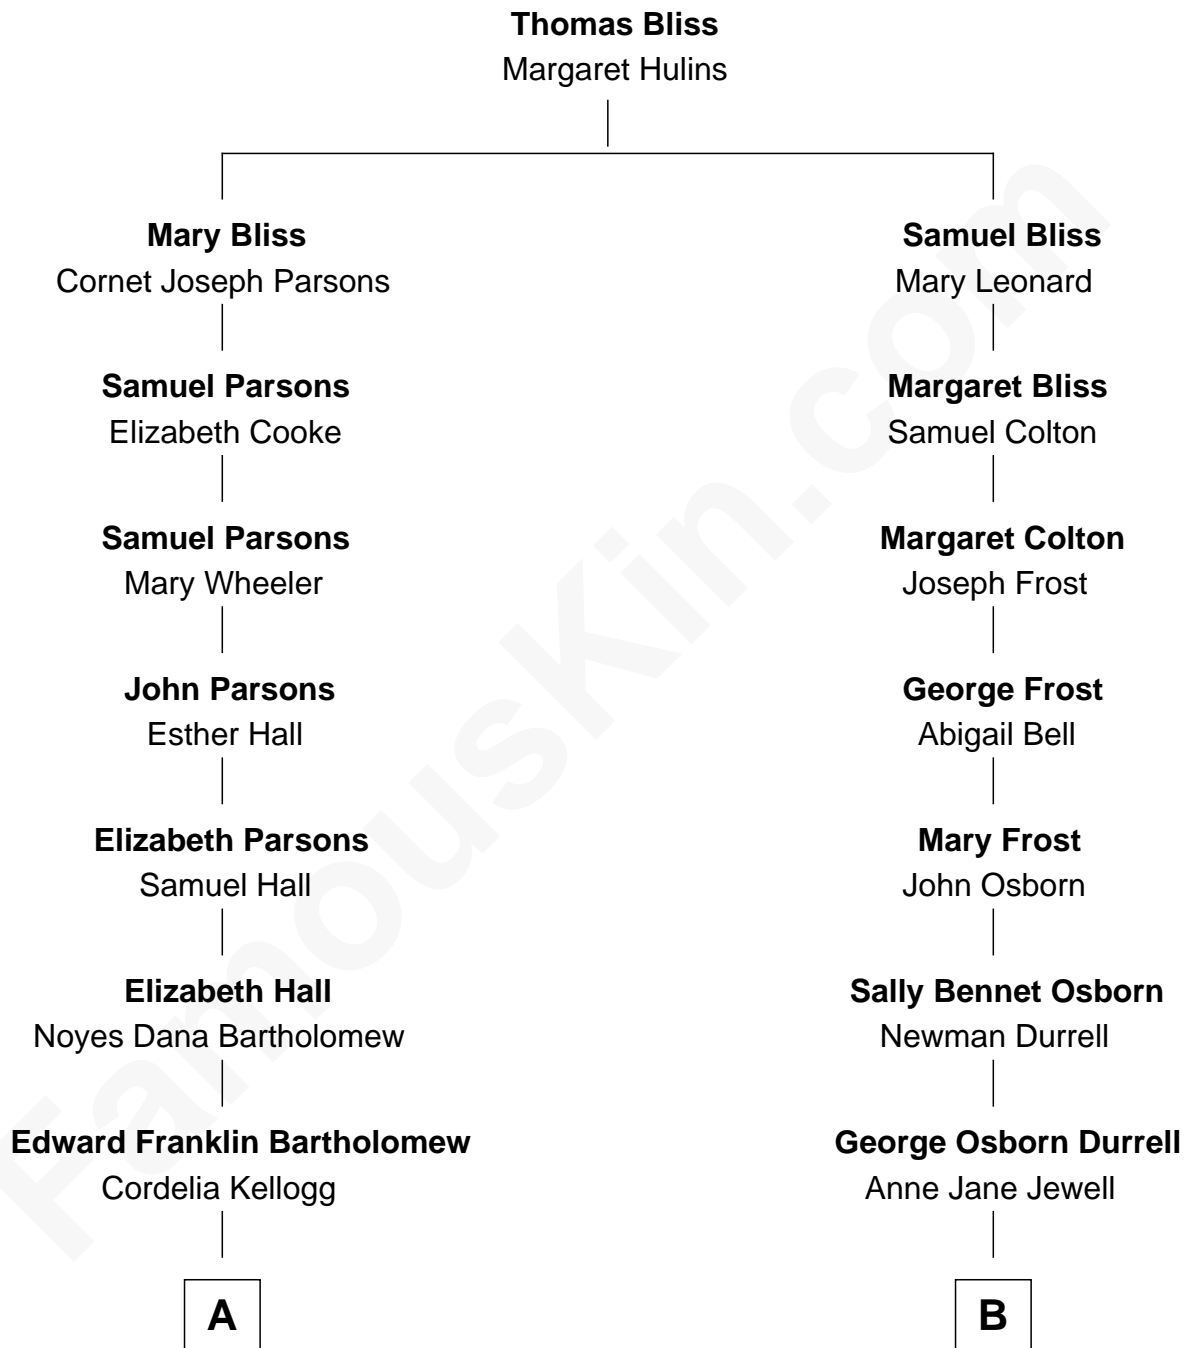 Thomas Bliss
Margaret Hulins
Mary Bliss
Cornet Joseph Parsons
Samuel Bliss
Mary Leonard
Samuel Parsons
Elizabeth Cooke
Margaret Bliss
Samuel Colton
Samuel Parsons
Mary Wheeler
Margaret Colton
Joseph Frost
John Parsons
Esther Hall
George Frost
Abigail Bell
Elizabeth Parsons
Samuel Hall
Mary Frost
John Osborn
Elizabeth Hall
Noyes Dana Bartholomew
Sally Bennet Osborn
Newman Durrell
Edward Franklin Bartholomew
Cordelia Kellogg
George Osborn Durrell
Anne Jane Jewell
A
B
FamousKin.com